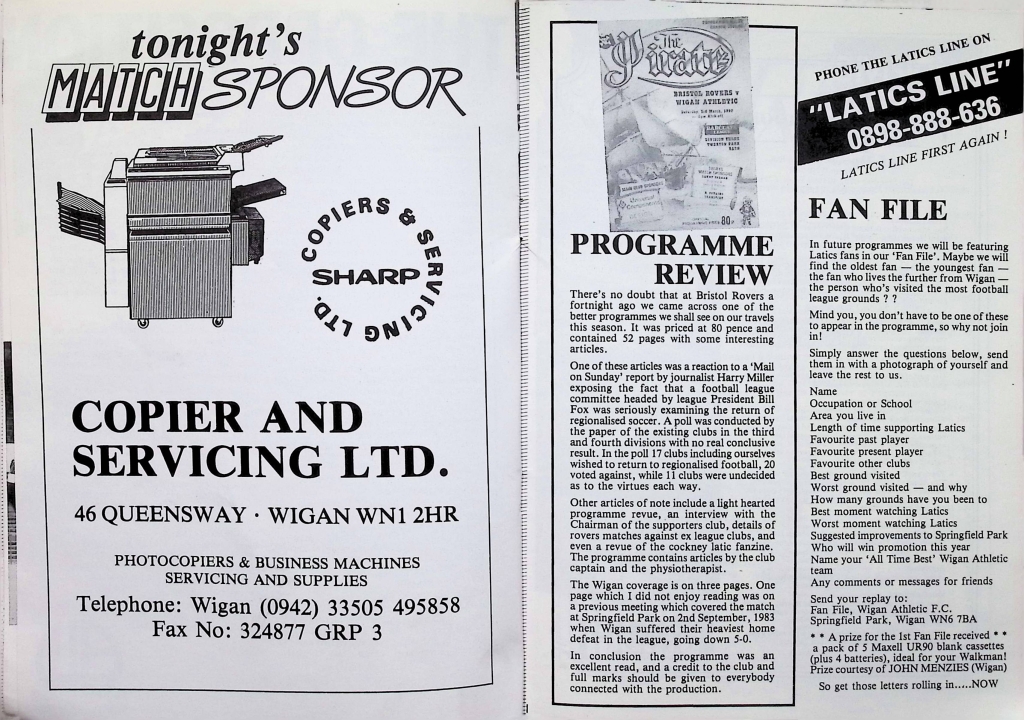 tonight's
MATCH SPONSOR
COPIERS & SERVICING LTD.
SHARP
COPIER AND
SERVICING LTD.
46 QUEENSWAY · WIGAN WN1 2HR
PHOTOCOPIERS & BUSINESS MACHINES
SERVICING AND SUPPLIES
Telephone: Wigan (0942) 33505 495858
Fax No: 324877 GRP 3
The
Pirate
BRISTOL ROVERS v
WIGAN ATHLETIC
80p
PROGRAMME
REVIEW
There's no doubt that at Bristol Rovers a
fortnight ago we came across one of the
better programmes we shall see on our travels
this season. It was priced at 80 pence and
contained 52 pages with some interesting
articles.
One of these articles was a reaction to a 'Mail
on Sunday' report by journalist Harry Miller
exposing the fact that a football league
committee headed by league President Bill
Fox was seriously examining the return of
regionalised soccer. A poll was conducted by
the paper of the existing clubs in the third
and fourth divisions with no real conclusive
result. In the poll 17 clubs including ourselves
wished to return to regionalised football, 20
voted against, while 11 clubs were undecided
as to the virtues each way.
Other articles of note include a light hearted
programme revue, an interview with the
Chairman of the supporters club, details of
rovers matches against ex league clubs, and
even a revue of the cockney latic fanzine.
The programme contains articles by the club
captain and the physiotherapist.
The Wigan coverage is on three pages. One
page which I did not enjoy reading was on
a previous meeting which covered the match
at Springfield Park on 2nd September, 1983
when Wigan suffered their heaviest home
defeat in the league, going down 5-0.
In conclusion the programme was an
excellent read, and a credit to the club and
full marks should be given to everybody
connected with the production.
PHONE THE LATICS LINE ON
"LATICS LINE"
0898-888-636
LATICS LINE FIRST AGAIN !
FAN FILE
In future programmes we will be featuring
Latics fans in our 'Fan File'. Maybe we will
find the oldest fan — the youngest fan —
the fan who lives the further from Wigan —
the person who's visited the most football
league grounds ? ?
Mind you, you don't have to be one of these
to appear in the programme, so why not join
in!
Simply answer the questions below, send
them in with a photograph of yourself and
leave the rest to us.
Name
Occupation or School
Area you live in
Length of time supporting Latics
Favourite past player
Favourite present player
Favourite other clubs
Best ground visited
Worst ground visited — and why
How many grounds have you been to
Best moment watching Latics
Worst moment watching Latics
Suggested improvements to Springfield Park
Who will win promotion this year
Name your 'All Time Best' Wigan Athletic
team
Any comments or messages for friends
Send your replay to:
Fan File, Wigan Athletic F.C.
Springfield Park, Wigan WN6 7BA
* * A prize for the 1st Fan File received * *
a pack of 5 Maxell UR90 blank cassettes
(plus 4 batteries), ideal for your Walkman!
Prize courtesy of JOHN MENZIES (Wigan)
So get those letters rolling in.....NOW